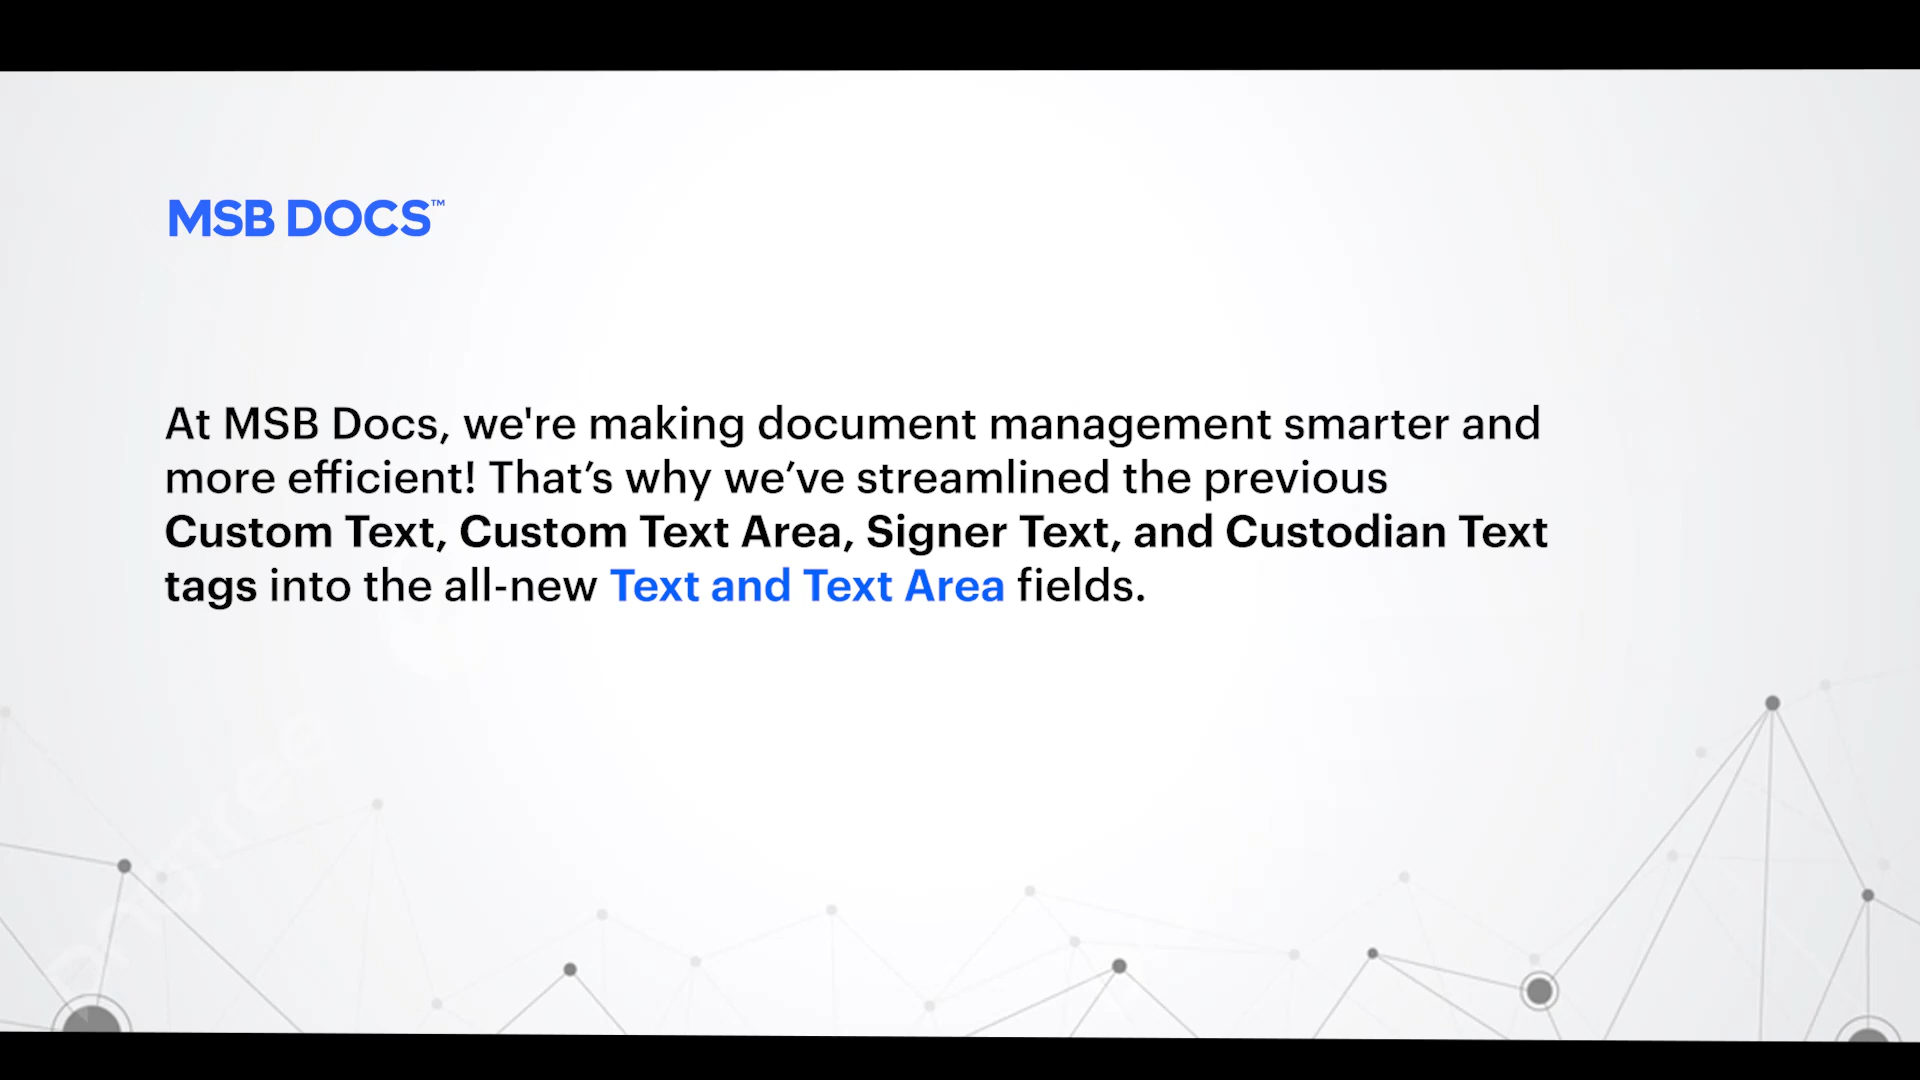 MSB DOCS™
At MSB Docs, we're making document management smarter and
more efficient! That’s why we’ve streamlined the previous
Custom Text, Custom Text Area, Signer Text, and Custodian Text
tags into the all-new Text and Text Area fields.